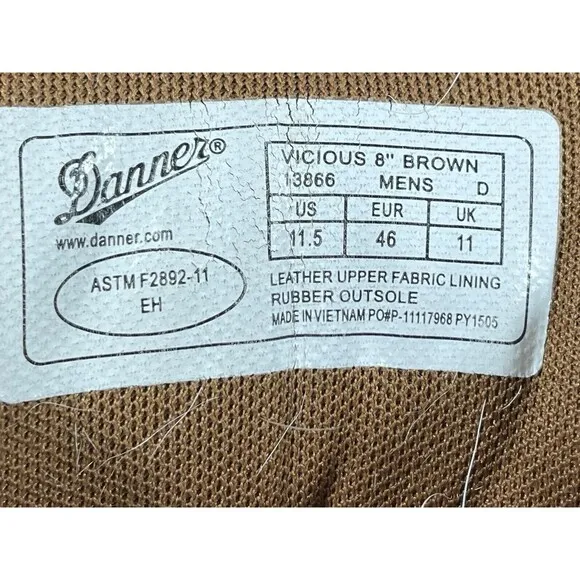 Danner®
www.danner.com
ASTM F2892-11
EH
VICIOUS 8" BROWN
13866 MENS D
US EUR UK
11.5 46 11
LEATHER UPPER FABRIC LINING
RUBBER OUTSOLE
MADE IN VIETNAM PO#P-11117968 PY1505